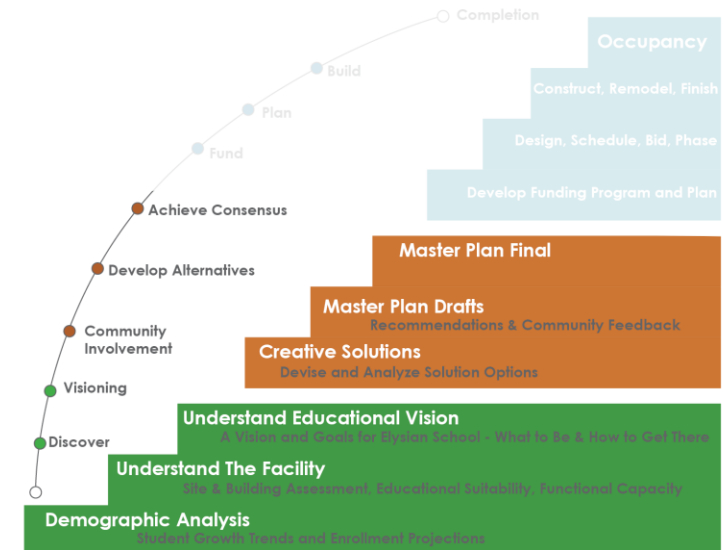 Completion
Occupancy
Build
Construct, Remodel, Finish
Plan
Design, Schedule, Bid, Phase
Fund
Develop Funding Program and Plan
Achieve Consensus
Master Plan Final
Develop Alternatives
Master Plan Drafts
Recommendations & Community Feedback
Community
Involvement
Creative Solutions
Devise and Analyze Solution Options
Visioning
Understand Educational Vision
A Vision and Goals for Elysian School - What to Be & How to Get There
Discover
Understand The Facility
Site & Building Assessment, Educational Suitability, Functional Capacity
Demographic Analysis
Student Growth Trends and Enrollment Projections